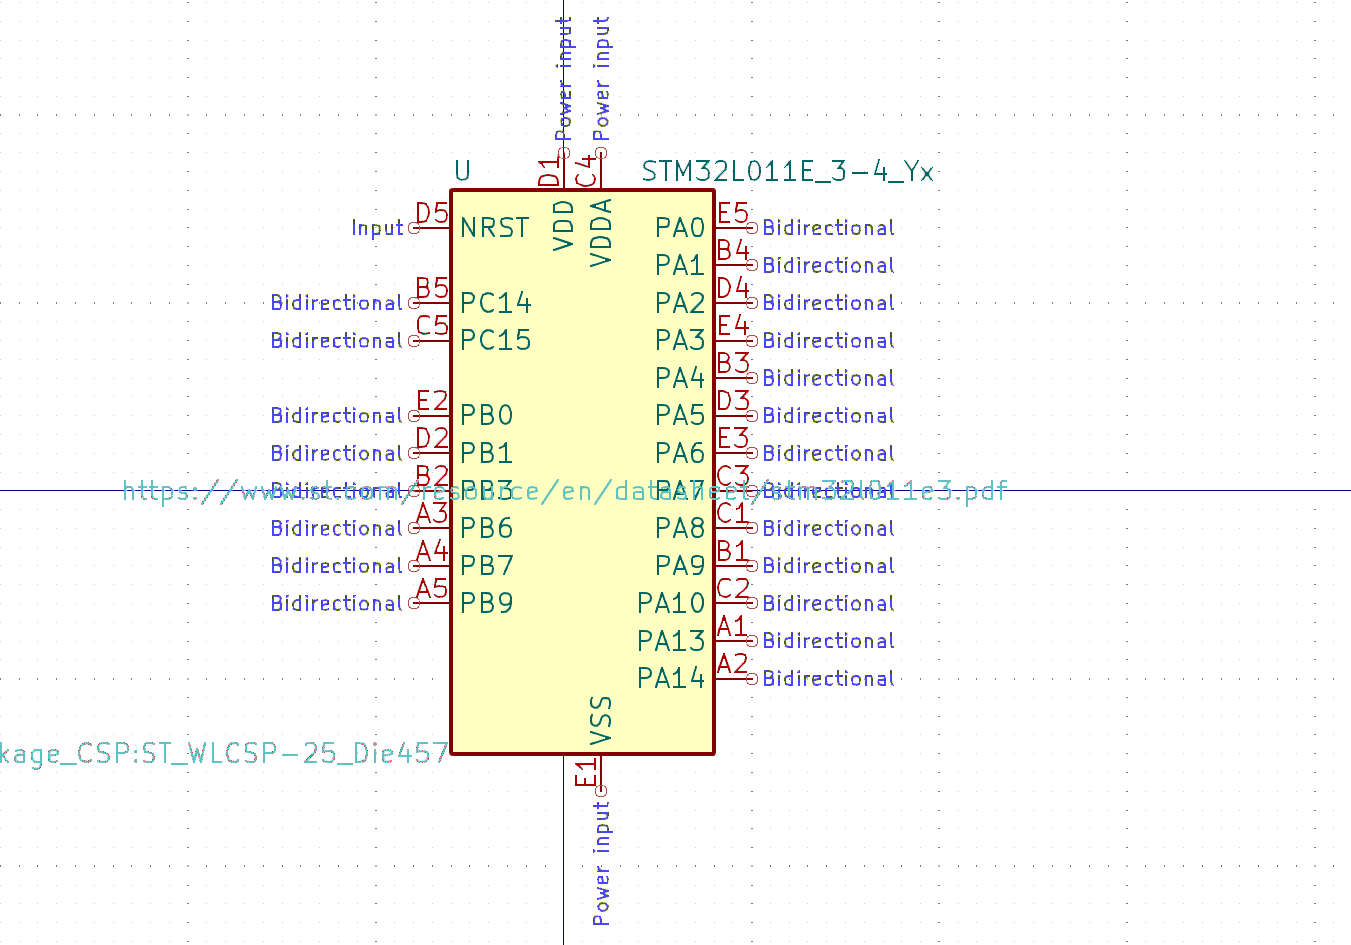 Power input
Power input
D1
C4
U
STM32L011E_3-4_Yx
VDD
VDDA
Input D5 NRST
PA0 E5 Bidirectional
PA1 B4 Bidirectional
Bidirectional B5 PC14
PA2 D4 Bidirectional
Bidirectional C5 PC15
PA3 E4 Bidirectional
PA4 B3 Bidirectional
Bidirectional E2 PB0
PA5 D3 Bidirectional
Bidirectional D2 PB1
PA6 E3 Bidirectional
Bidirectional B2 PB3
PA7 C3 Bidirectional
https://www.st.com/resource/en/datasheet/stm32l011e3.pdf
Bidirectional A3 PB6
PA8 C1 Bidirectional
Bidirectional A4 PB7
PA9 B1 Bidirectional
Bidirectional A5 PB9
PA10 C2 Bidirectional
PA13 A1 Bidirectional
PA14 A2 Bidirectional
VSS
kage_CSP:ST_WLCSP-25_Die457
E1
Power input